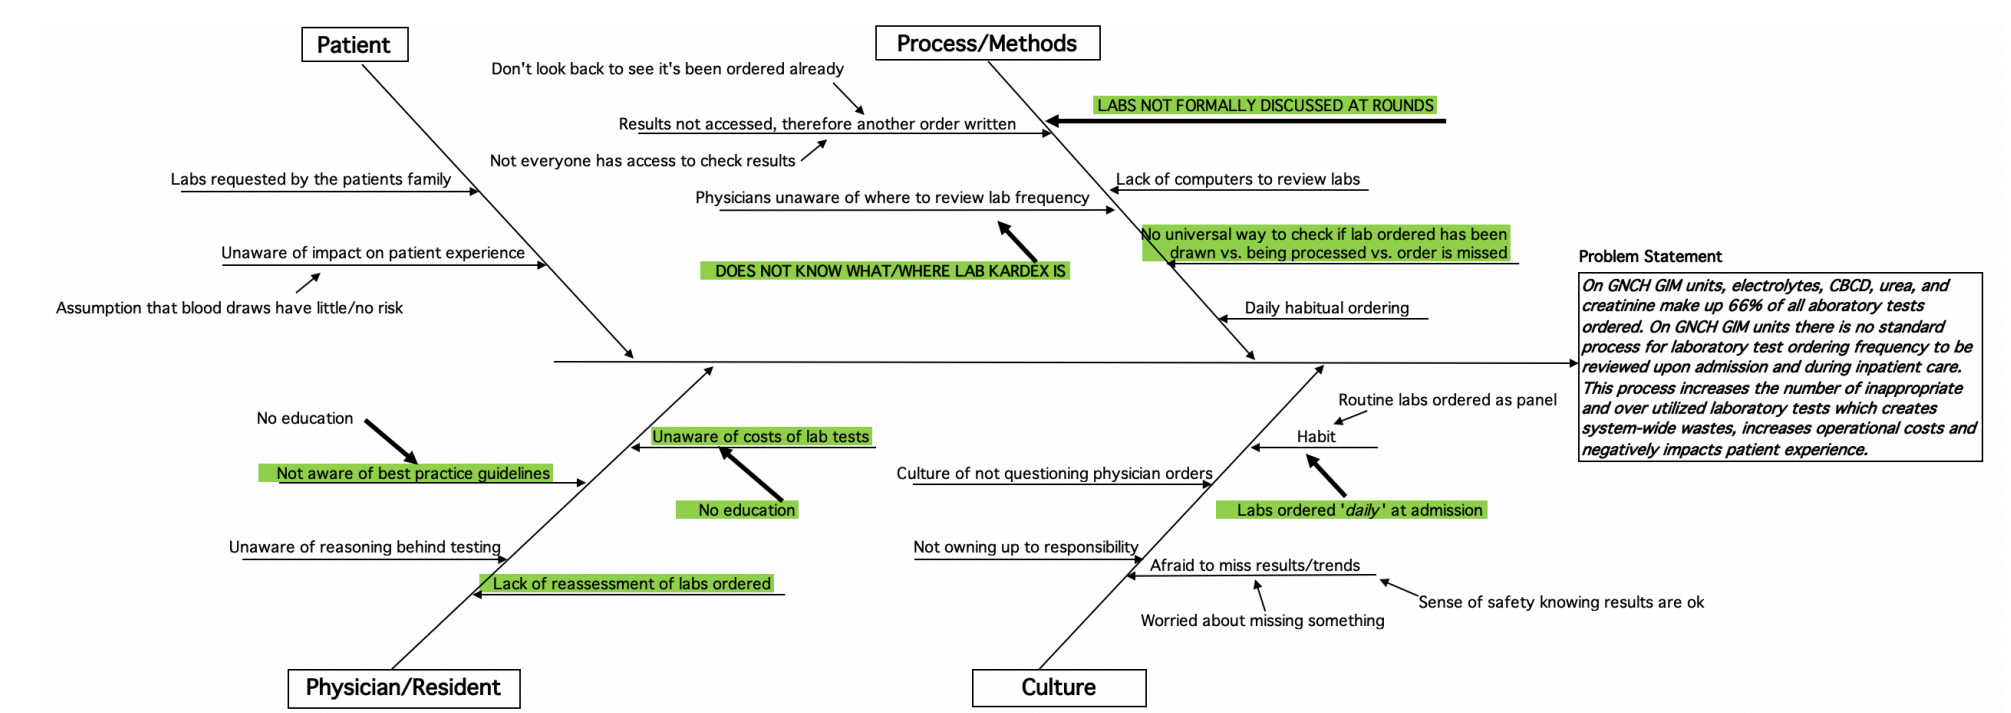 Patient
Process/Methods
Don't look back to see it's been ordered already
LABS NOT FORMALLY DISCUSSED AT ROUNDS
Results not accessed, therefore another order written
Not everyone has access to check results
Labs requested by the patients family
Lack of computers to review labs
Physicians unaware of where to review lab frequency
No universal way to check if lab ordered has been
drawn vs. being processed vs. order is missed
Unaware of impact on patient experience
DOES NOT KNOW WHAT/WHERE LAB KARDEX IS
Assumption that blood draws have little/no risk
Daily habitual ordering
Problem Statement
On GNCH GIM units, electrolytes, CBCD, urea, and
creatinine make up 66% of all aboratory tests
ordered. On GNCH GIM units there is no standard
process for laboratory test ordering frequency to be
reviewed upon admission and during inpatient care.
This process increases the number of inappropriate
and over utilized laboratory tests which creates
system-wide wastes, increases operational costs and
negatively impacts patient experience.
No education
Unaware of costs of lab tests
Not aware of best practice guidelines
No education
Unaware of reasoning behind testing
Lack of reassessment of labs ordered
Routine labs ordered as panel
Habit
Culture of not questioning physician orders
Labs ordered 'daily' at admission
Not owning up to responsibility
Afraid to miss results/trends
Sense of safety knowing results are ok
Worried about missing something
Physician/Resident
Culture